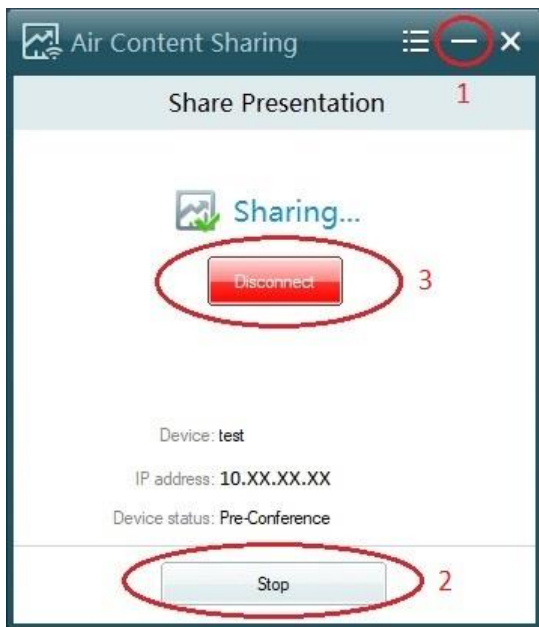 Air Content Sharing
1
Share Presentation
Sharing...
Disconnect
3
Device: test
IP address: 10.XX.XX.XX
Device status: Pre-Conference
Stop
2